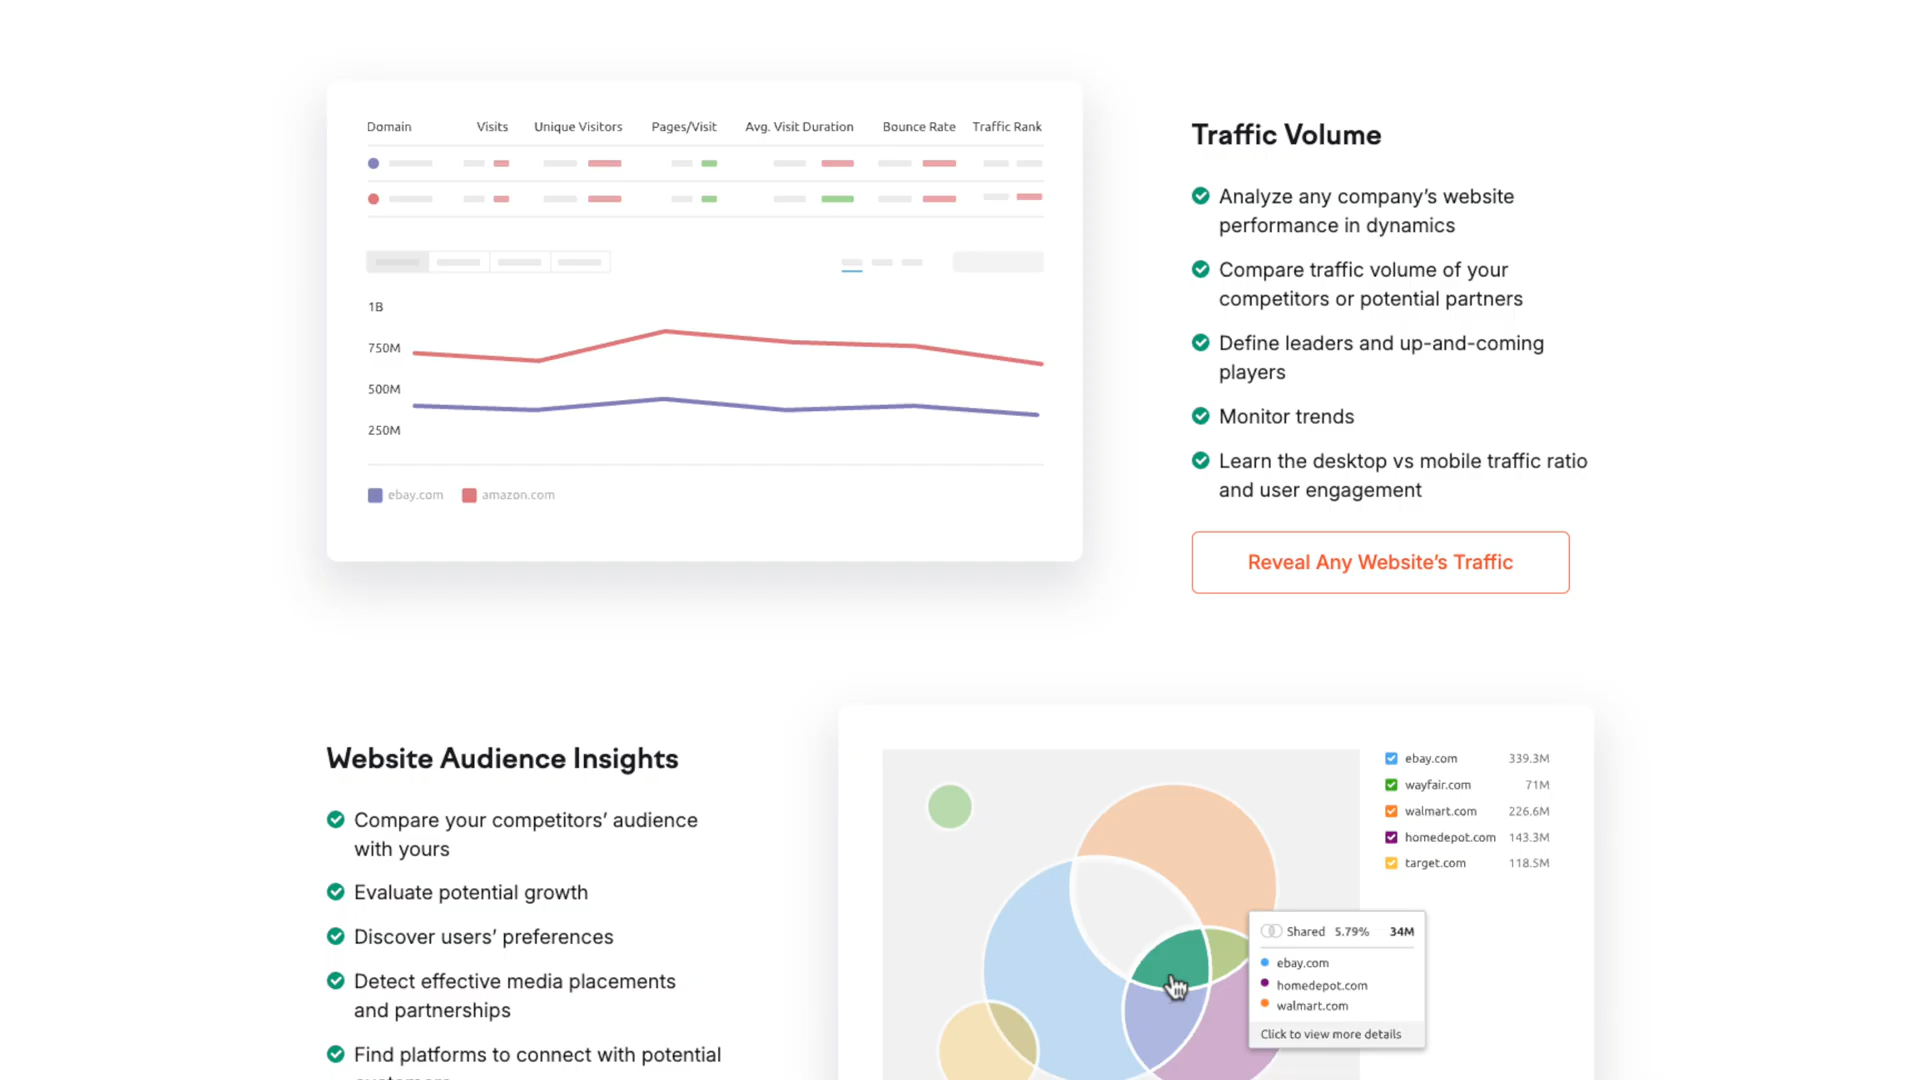 Domain Visits Unique Visitors Pages/Visit Avg. Visit Duration Bounce Rate Traffic Rank
1B
750M
500M
250M
ebay.com amazon.com
Traffic Volume
Analyze any company's website
performance in dynamics
Compare traffic volume of your
competitors or potential partners
Define leaders and up-and-coming
players
Monitor trends
Learn the desktop vs mobile traffic ratio
and user engagement
Reveal Any Website's Traffic
Website Audience Insights
Compare your competitors' audience
with yours
Evaluate potential growth
Discover users' preferences
Detect effective media placements
and partnerships
Find platforms to connect with potential
ebay.com 339.3M
wayfair.com 71M
walmart.com 226.6M
homedepot.com 143.3M
target.com 118.5M
Shared 5.79% 34M
ebay.com
homedepot.com
walmart.com
Click to view more details